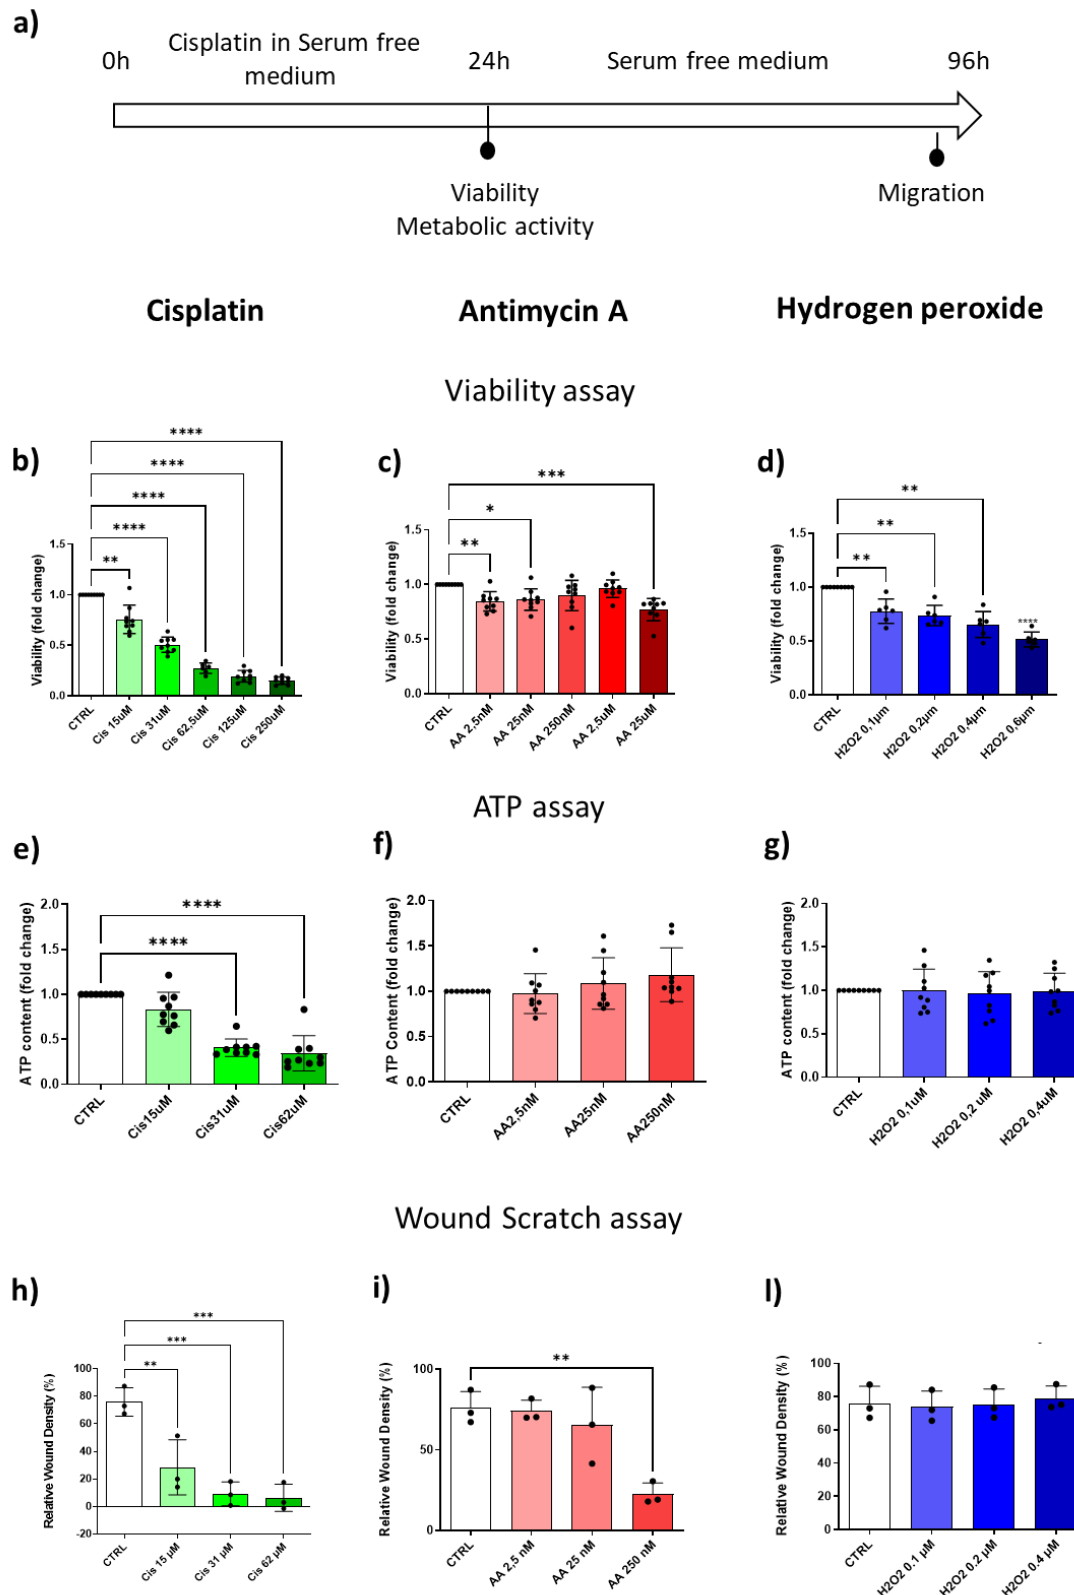 a)
Cisplatin in Serum free
medium
0h
24h
Serum free medium
96h
Viability
Metabolic activity
Migration
Cisplatin
Antimycin A
Hydrogen peroxide
Viability assay
b)
****
****
****
****
**
Viability (fold change)
1.5
1.0
0.5
0.0
CTRL
Cis 15uM
Cis 31uM
Cis 62,5uM
Cis 125uM
Cis 250uM
c)
***
*
**
Viability (fold change)
1.5
1.0
0.5
0.0
CTRL
AA 2,5nM
AA 25nM
AA 250nM
AA 2,5uM
AA 25uM
d)
**
**
**
****
Viability (fold change)
1.5
1.0
0.5
0.0
CTRL
H2O2 0,1µm
H2O2 0,2µm
H2O2 0,4µm
H2O2 0,6µm
ATP assay
e)
****
****
ATP content (fold change)
2.0
1.5
1.0
0.5
0.0
CTRL
Cis15uM
Cis31uM
Cis62uM
f)
ATP Content (fold change)
2.0
1.5
1.0
0.5
0.0
CTRL
AA2,5nM
AA25nM
AA250nM
g)
ATP content (fold change)
2.0
1.5
1.0
0.5
0.0
CTRL
H2O2 0,1uM
H2O2 0,2 uM
H2O2 0,4uM
Wound Scratch assay
h)
***
***
**
Relative Wound Density (%)
100
80
60
40
20
0
-20
CTRL
Cis 15 µM
Cis 31 µM
Cis 62 µM
i)
**
Relative Wound Density (%)
100
50
0
CTRL
AA 2,5 nM
AA 25 nM
AA 250 nM
l)
Relative Wound Density (%)
100
80
60
40
20
0
CTRL
H2O2 0.1 µM
H2O2 0.2 µM
H2O2 0.4 µM